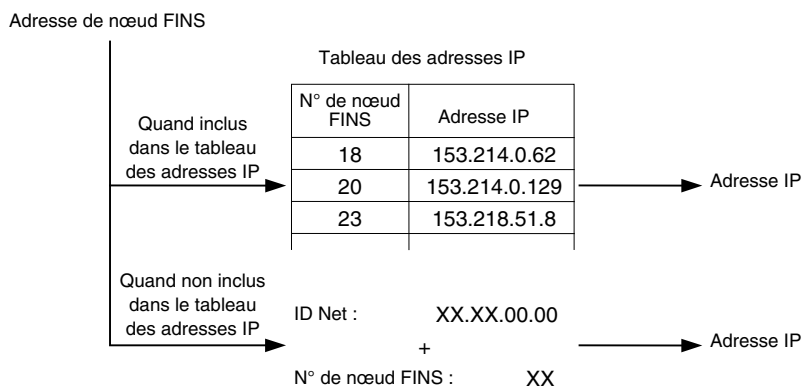 Adresse de nœud FINS
Tableau des adresses IP
N° de nœud
FINS
Adresse IP
Quand inclus
dans le tableau
des adresses IP
18 153.214.0.62
20 153.214.0.129
23 153.218.51.8
Adresse IP
Quand non inclus
dans le tableau
des adresses IP
ID Net : XX.XX.00.00
+
N° de nœud FINS : XX
Adresse IP